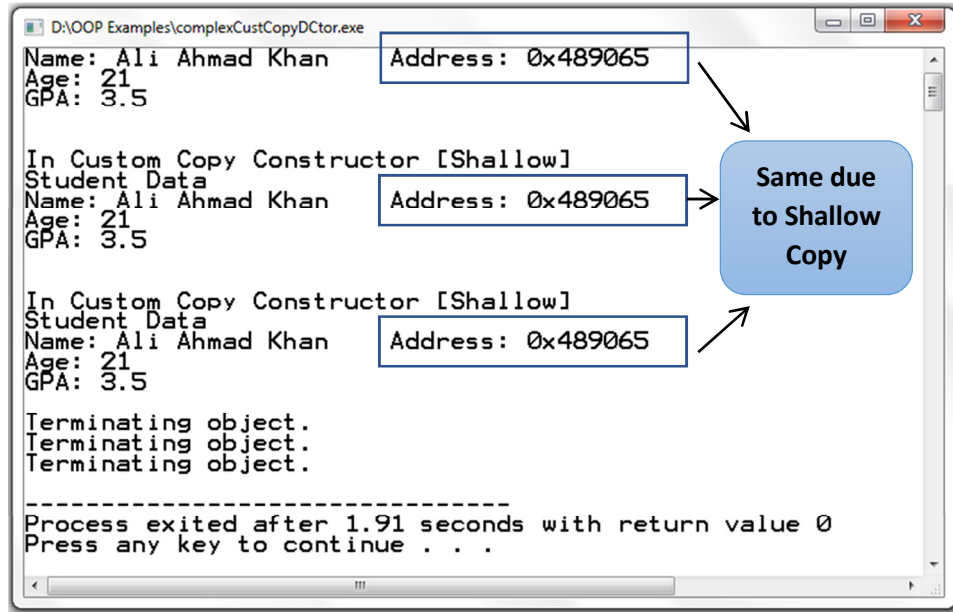 D:\OOP Examples\complexCustCopyDCtor.exe
Name: Ali Ahmad Khan Address: 0x489065
Age: 21
GPA: 3.5
In Custom Copy Constructor [Shallow]
Student Data
Name: Ali Ahmad Khan Address: 0x489065
Age: 21
GPA: 3.5
In Custom Copy Constructor [Shallow]
Student Data
Name: Ali Ahmad Khan Address: 0x489065
Age: 21
GPA: 3.5
Same due
to Shallow
Copy
Terminating object.
Terminating object.
Terminating object.
--------------------------------
Process exited after 1.91 seconds with return value 0
Press any key to continue . . .